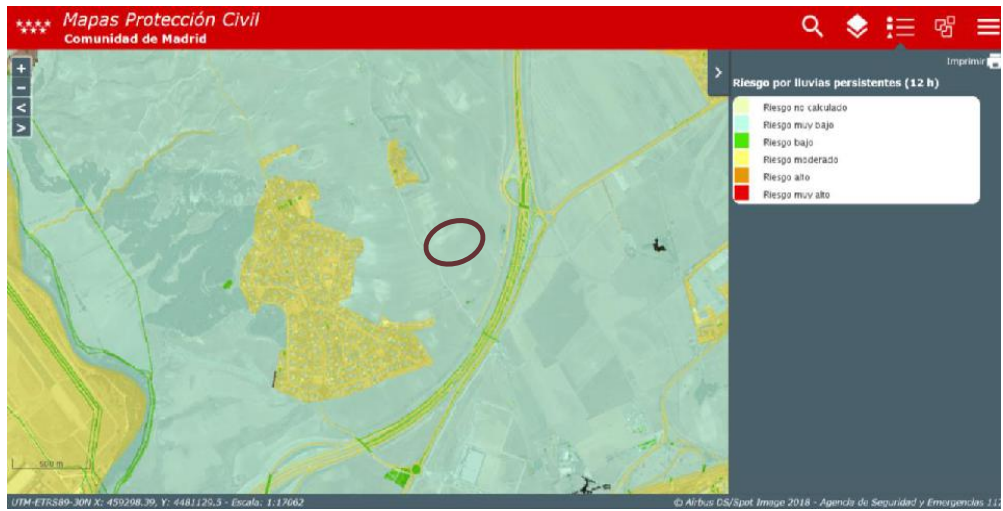 Mapas Protección Civil
Comunidad de Madrid
Imprimir
Riesgo por lluvias persistentes (12 h)
Riesgo no calculado
Riesgo muy bajo
Riesgo bajo
Riesgo moderado
Riesgo alto
Riesgo muy alto
+
−
<
>
>
500 m
UTM-ETRS89-30N X: 459298.39, Y: 4481129.5 - Escala: 1:17062
© Airbus DS/Spot Image 2018 - Agencia de Seguridad y Emergencias 112